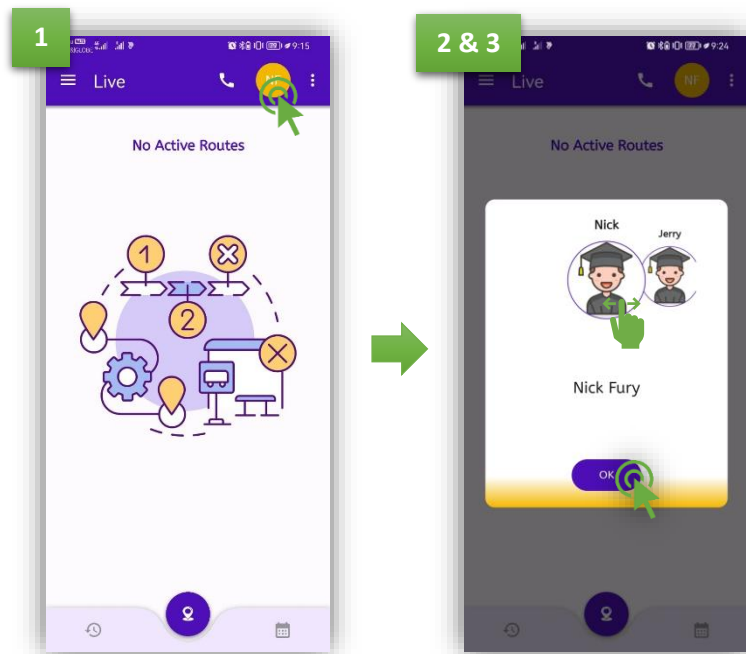 1
9:15
Live
NF
No Active Routes
1
2
2 & 3
9:24
Live
NF
No Active Routes
Nick
Jerry
Nick Fury
OK